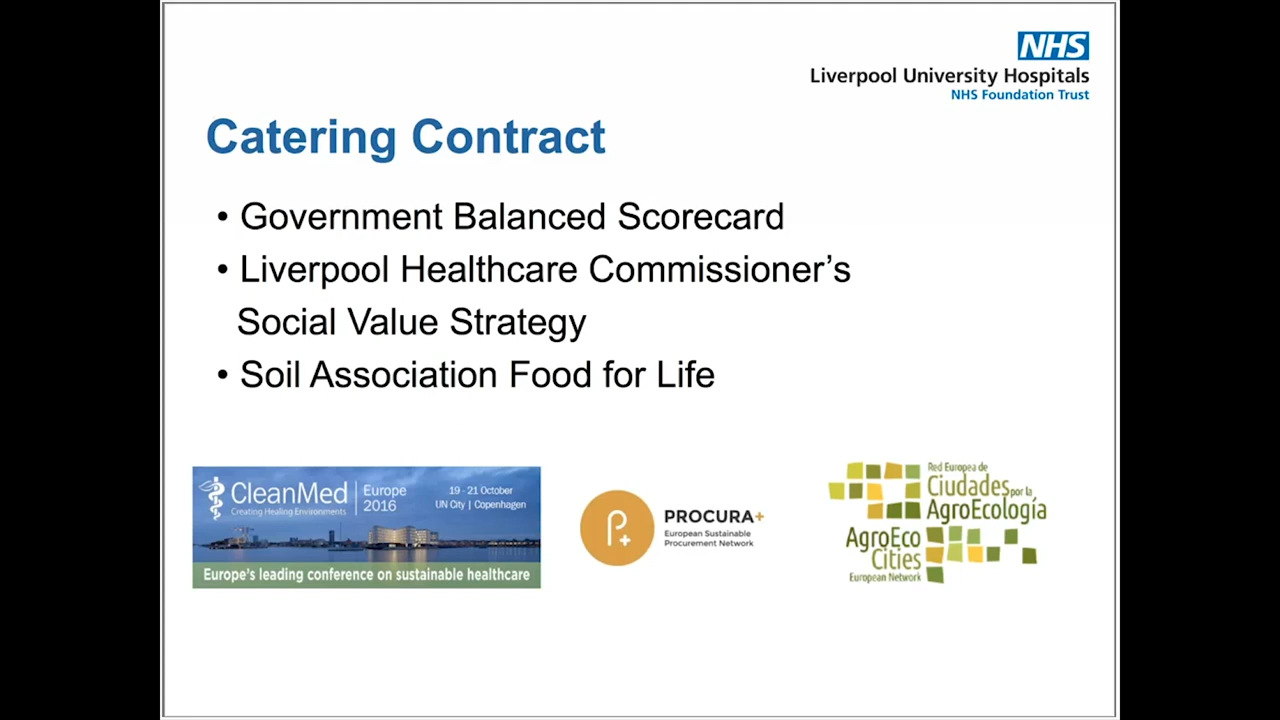 NHS
Liverpool University Hospitals
NHS Foundation Trust
Catering Contract
• Government Balanced Scorecard
• Liverpool Healthcare Commissioner’s
Social Value Strategy
• Soil Association Food for Life
CleanMed
Creating Healing Environments
Europe
2016
19 - 21 October
UN City | Copenhagen
Europe's leading conference on sustainable healthcare
PROCURA+
European Sustainable
Procurement Network
Red Europea de
Ciudades por la
AgroEcología
AgroEco
Cities
European Network